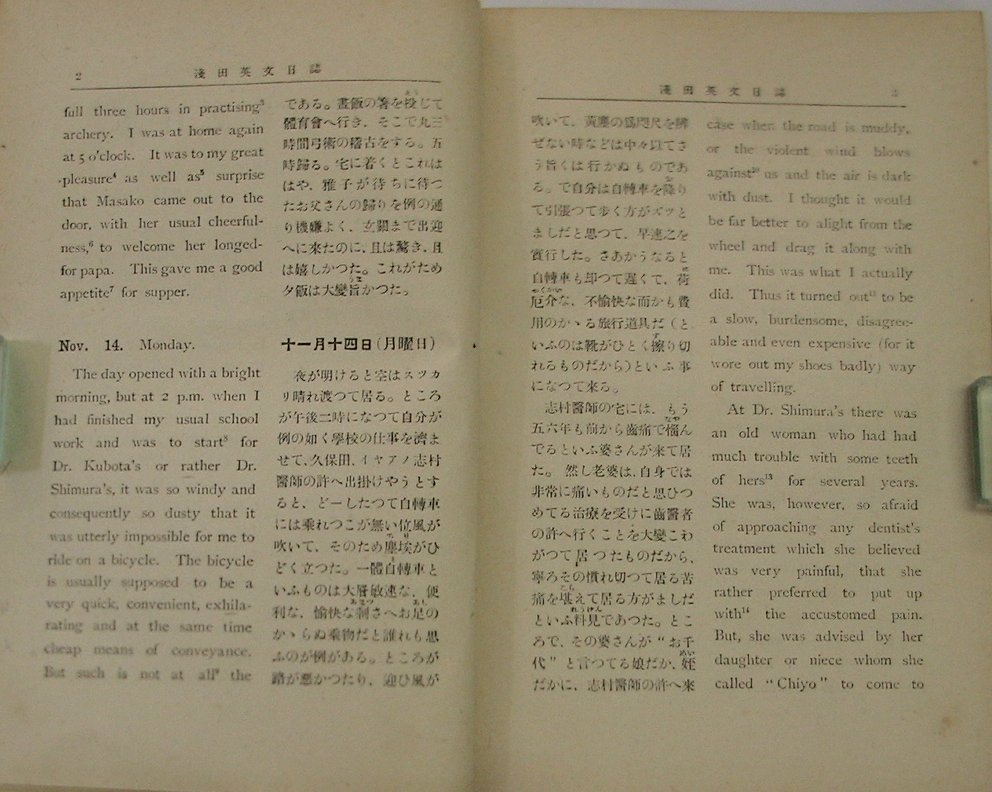 2
淺田英文日誌
full three hours in practising³
archery. I was at home again
at 5 o'clock. It was to my great
pleasure⁴ as well as⁵ surprise
that Masako came out to the
door, with her usual cheerful-
ness,⁶ to welcome her longed-
for papa. This gave me a good
appetite⁷ for supper.
Nov. 14. Monday.
The day opened with a bright
morning, but at 2 p.m. when I
had finished my usual school
work and was to start⁸ for
Dr. Kubota's or rather Dr.
Shimura's, it was so windy and
consequently so dusty that it
was utterly impossible for me to
ride on a bicycle. The bicycle
is usually supposed to be a
very quick, convenient, exhila-
rating and at the same time
cheap means of conveyance.
But such is not at all⁹ the
である。晝飯の箸を投じて
體育會へ行き、そこで丸三
時間弓術の稽古をする。五
時歸る。宅に着くとこれは
はや、雅子が待ちに待つ
たお父さんの歸りを例の通
り機嫌よく、玄關まで出迎
へに來たのに、且は驚き、且
は嬉しかつた。これがため
夕飯は大變旨かつた。
十一月十四日(月曜日)
夜が明けると空はスツカ
リ晴れ渡つて居る。ところ
が午後二時になつて自分が
例の如く學校の仕事を濟ま
せて、久保田、イヤアノ志村
醫師の許へ出掛けやうとす
ると、どーしたつて自轉車
には乘れつこが無い位風が
吹いて、そのため塵埃がひ
どく立つた。一體自轉車と
いふものは大層敏速な、便
利な、愉快な剩さへお足の
かゝらぬ乘物だと誰れも思
ふのが例がある。ところが
路が惡かつたり、迎ひ風が
淺田英文日誌
吹いて、黃塵の爲咫尺を辨
ぜない時などは中々以てさ
う旨くは行かぬものであ
る。で自分は自轉車を降り
て引張つて歩く方がズツと
ましだと思つて、早速之を
實行した。さあかうなると
自轉車も却つて遲くて、荷
厄介な、不愉快な而かも費
用のかゝる旅行道具だ(と
いふのは靴がひどく擦り切
れるものだから)といふ事
になつて來る。
志村醫師の宅には、もう
五六年も前から齒痛で惱ん
でるといふ婆さんが來て居
た。然し老婆は、自身では
非常に痛いものだと思ひつ
めてる治療を受けに齒醫者
の許へ行くことを大變こわ
がつて居つたものだから、
寧ろその慣れ切つて居る苦
痛を堪えて居る方がましだ
といふ料見であつた。とこ
ろで、その婆さんが“お千
代”と言つてる娘だか、姪
だかに、志村醫師の許へ來
case when the road is muddy,
or the violent wind blows
against¹⁰ us and the air is dark
with dust. I thought it would
be far better to alight from the
wheel and drag it along with
me. This was what I actually
did. Thus it turned out¹² to be
a slow, burdensome, disagree-
able and even expensive (for it
wore out my shoes badly) way
of travelling.
At Dr. Shimura's there was
an old woman who had had
much trouble with some teeth
of hers¹³ for several years.
She was, however, so afraid
of approaching any dentist's
treatment which she believed
was very painful, that she
rather preferred to put up
with¹⁴ the accustomed pain.
But, she was advised by her
daughter or niece whom she
called "Chiyo" to come to